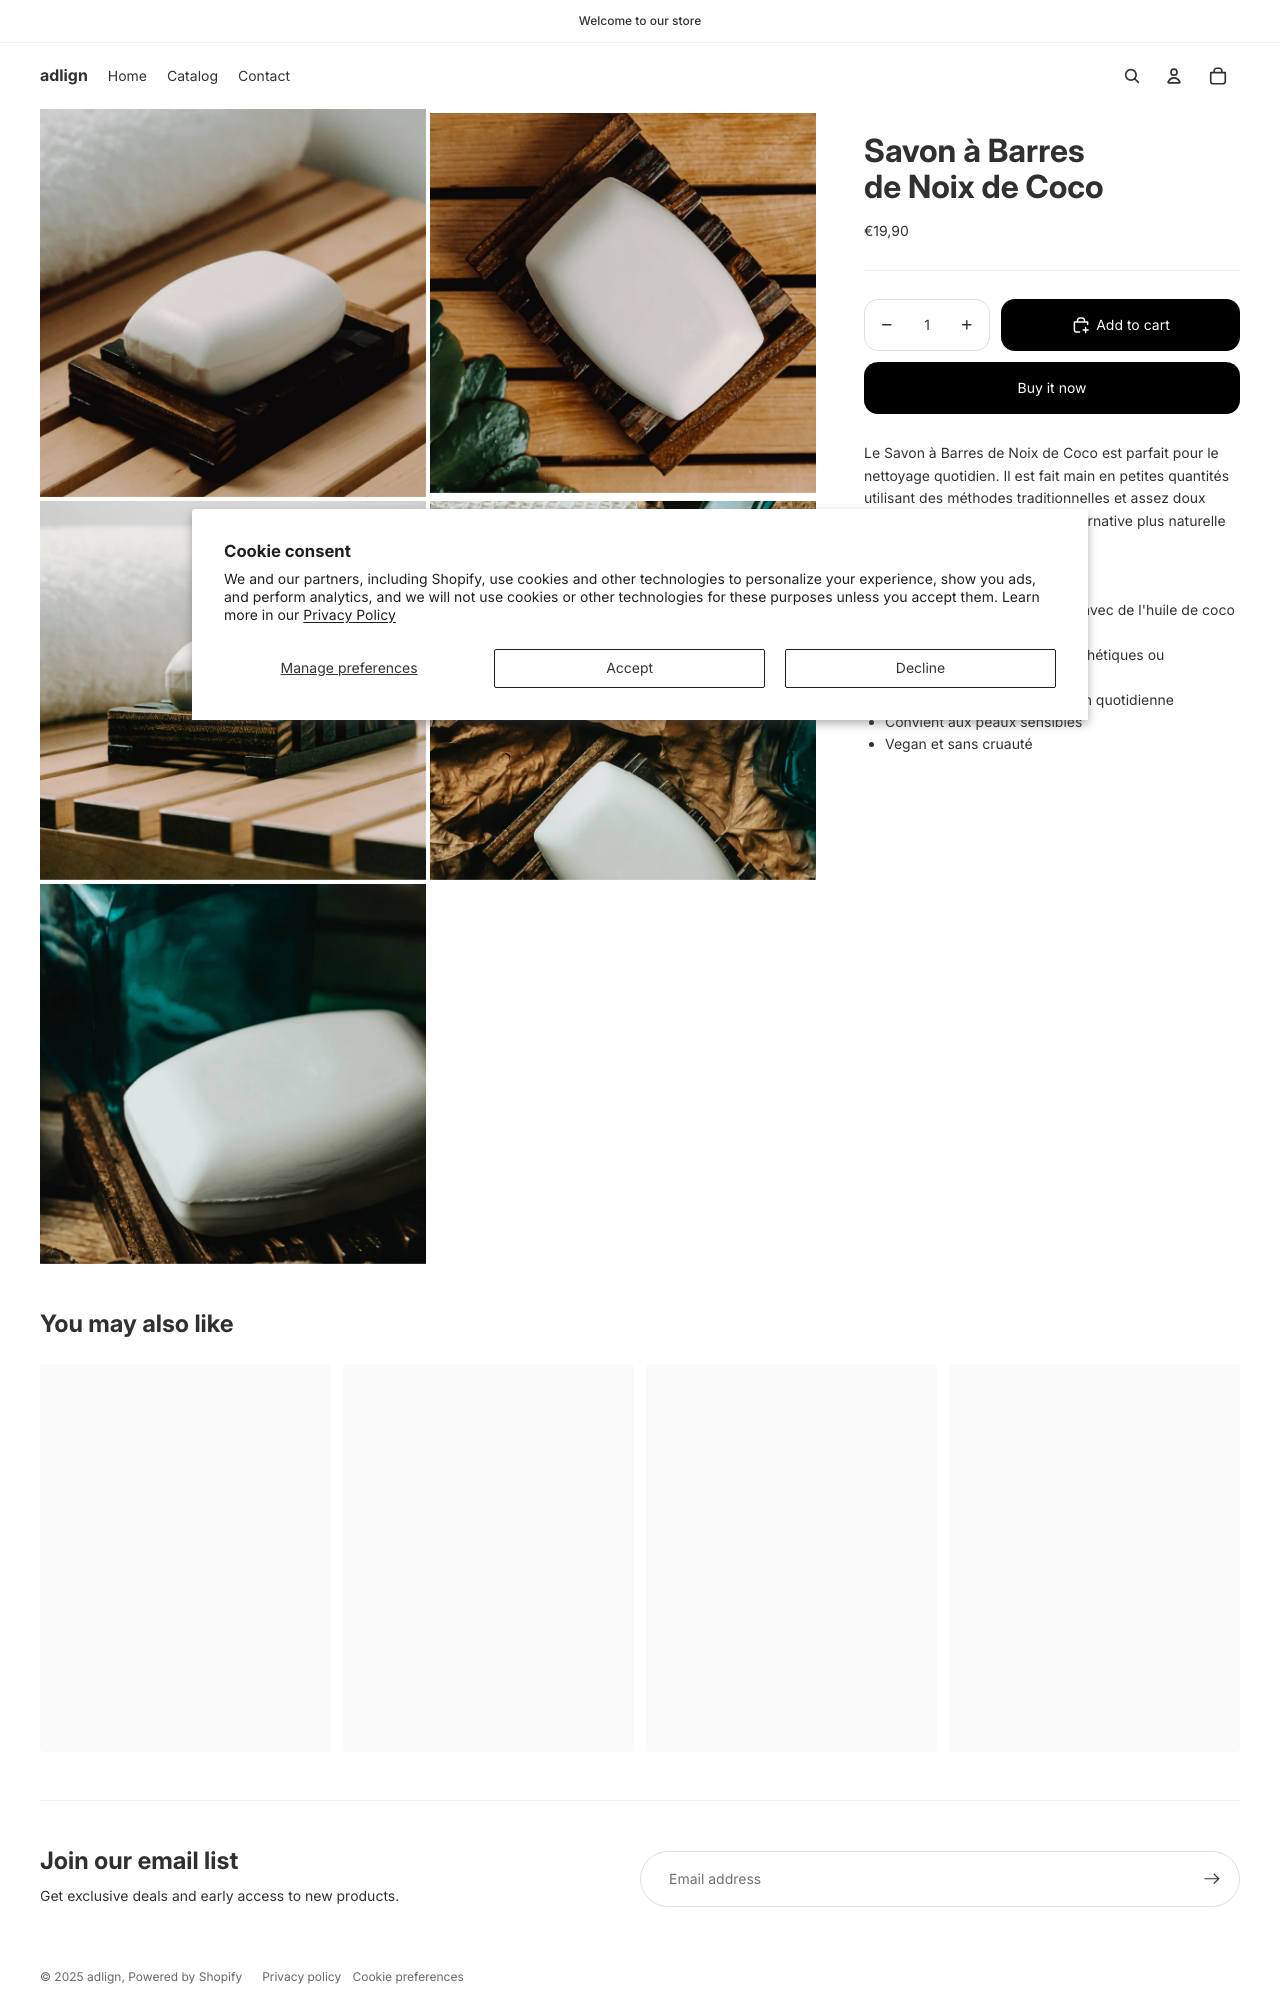 Welcome to our store
adlign Home Catalog Contact
Savon à Barres
de Noix de Coco
€19,90
− 1 + Add to cart
Buy it now
Le Savon à Barres de Noix de Coco est parfait pour le
nettoyage quotidien. Il est fait main en petites quantités
utilisant des méthodes traditionnelles et assez doux
plus naturelle
avec de l'huile de coco
ou
quotidienne
Convient aux peaux sensibles
Vegan et sans cruauté
Cookie consent
We and our partners, including Shopify, use cookies and other technologies to personalize your experience, show you ads,
and perform analytics, and we will not use cookies or other technologies for these purposes unless you accept them. Learn
more in our Privacy Policy
Manage preferences Accept Decline
You may also like
Join our email list
Get exclusive deals and early access to new products.
Email address
© 2025 adlign, Powered by Shopify Privacy policy Cookie preferences